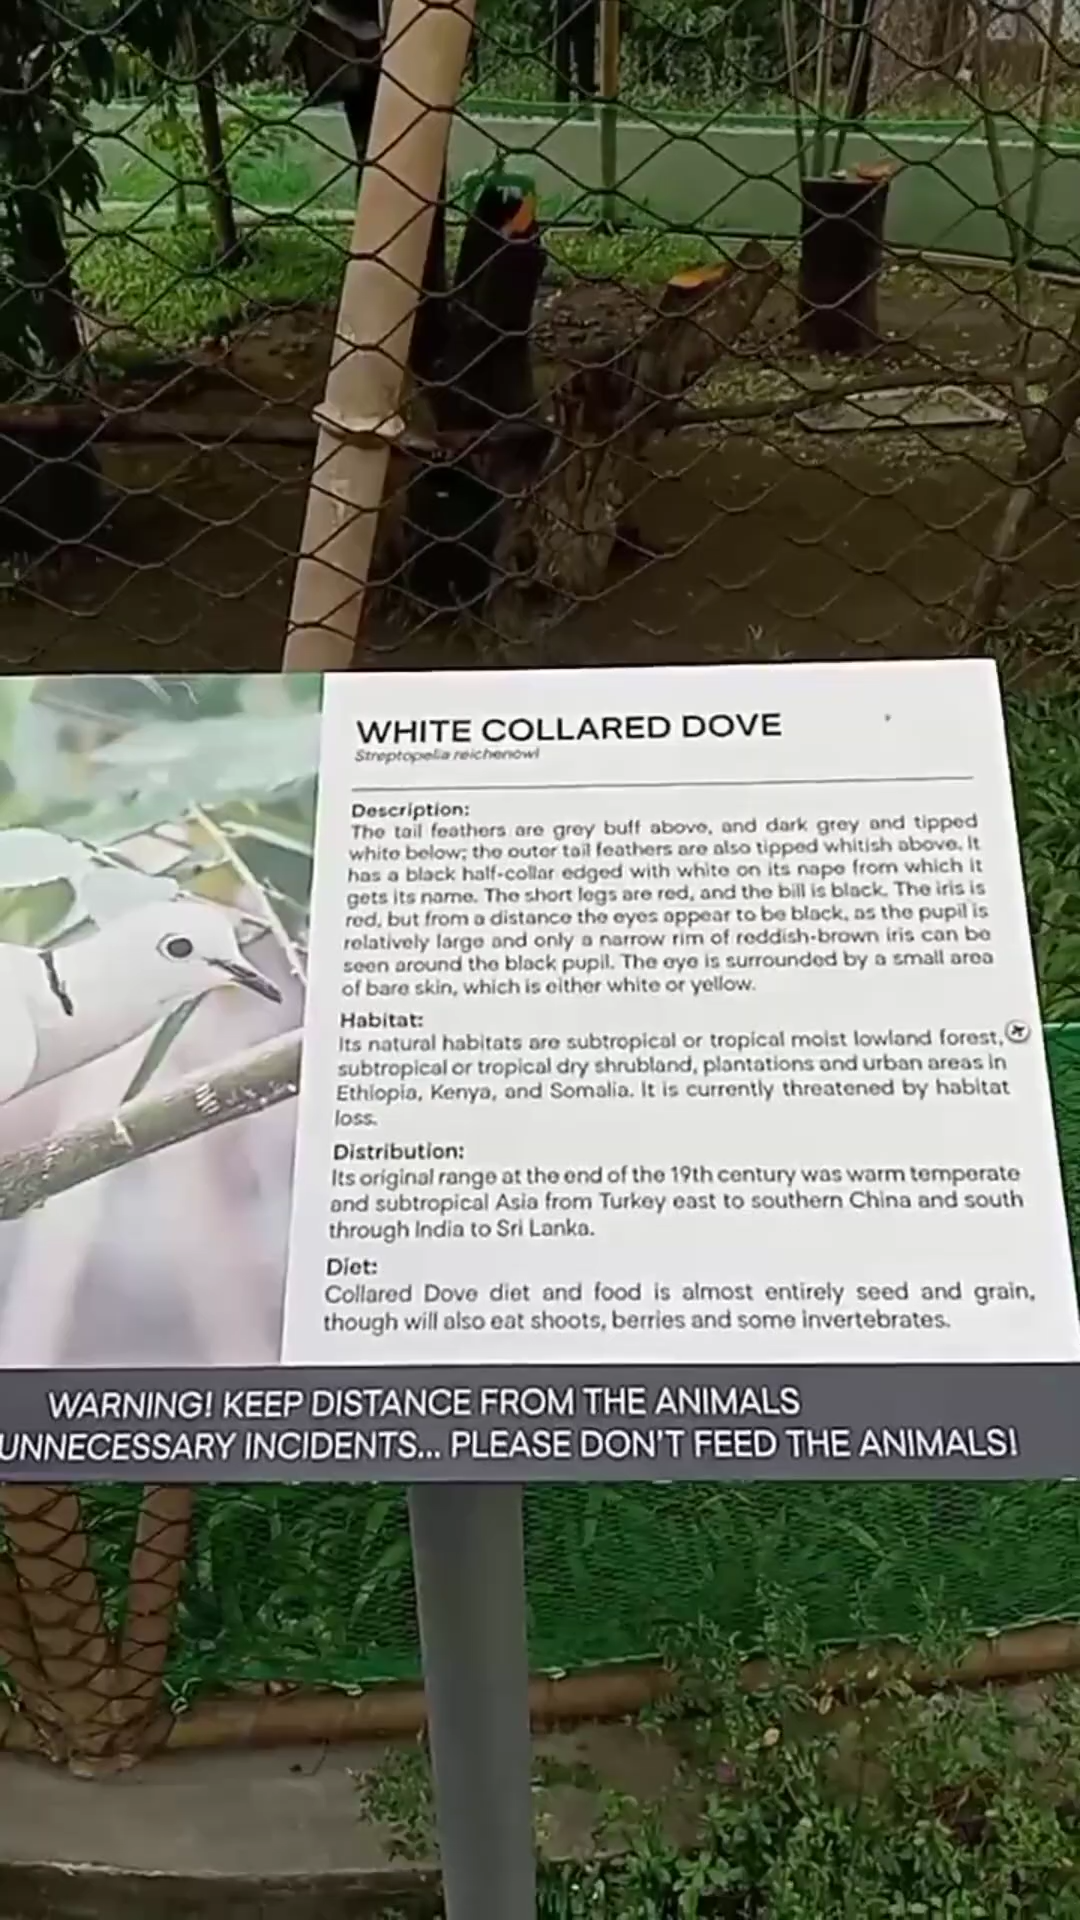 WHITE COLLARED DOVE
Streptopelia reichenowi
Description:
The tail feathers are grey buff above, and dark grey and tipped
white below; the outer tail feathers are also tipped whitish above. It
has a black half-collar edged with white on its nape from which it
gets its name. The short legs are red, and the bill is black. The iris is
red, but from a distance the eyes appear to be black, as the pupil is
relatively large and only a narrow rim of reddish-brown iris can be
seen around the black pupil. The eye is surrounded by a small area
of bare skin, which is either white or yellow.
Habitat:
Its natural habitats are subtropical or tropical moist lowland forest,
subtropical or tropical dry shrubland, plantations and urban areas in
Ethiopia, Kenya, and Somalia. It is currently threatened by habitat
loss.
Distribution:
Its original range at the end of the 19th century was warm temperate
and subtropical Asia from Turkey east to southern China and south
through India to Sri Lanka.
Diet:
Collared Dove diet and food is almost entirely seed and grain,
though will also eat shoots, berries and some invertebrates.
WARNING! KEEP DISTANCE FROM THE ANIMALS
UNNECESSARY INCIDENTS... PLEASE DON'T FEED THE ANIMALS!